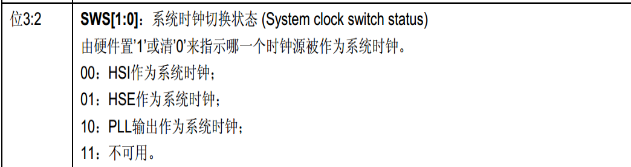 位3:2
SWS[1:0]：系统时钟切换状态 (System clock switch status)
由硬件置’1’或清’0’来指示哪一个时钟源被作为系统时钟。
00：HSI作为系统时钟；
01：HSE作为系统时钟；
10：PLL输出作为系统时钟；
11：不可用。